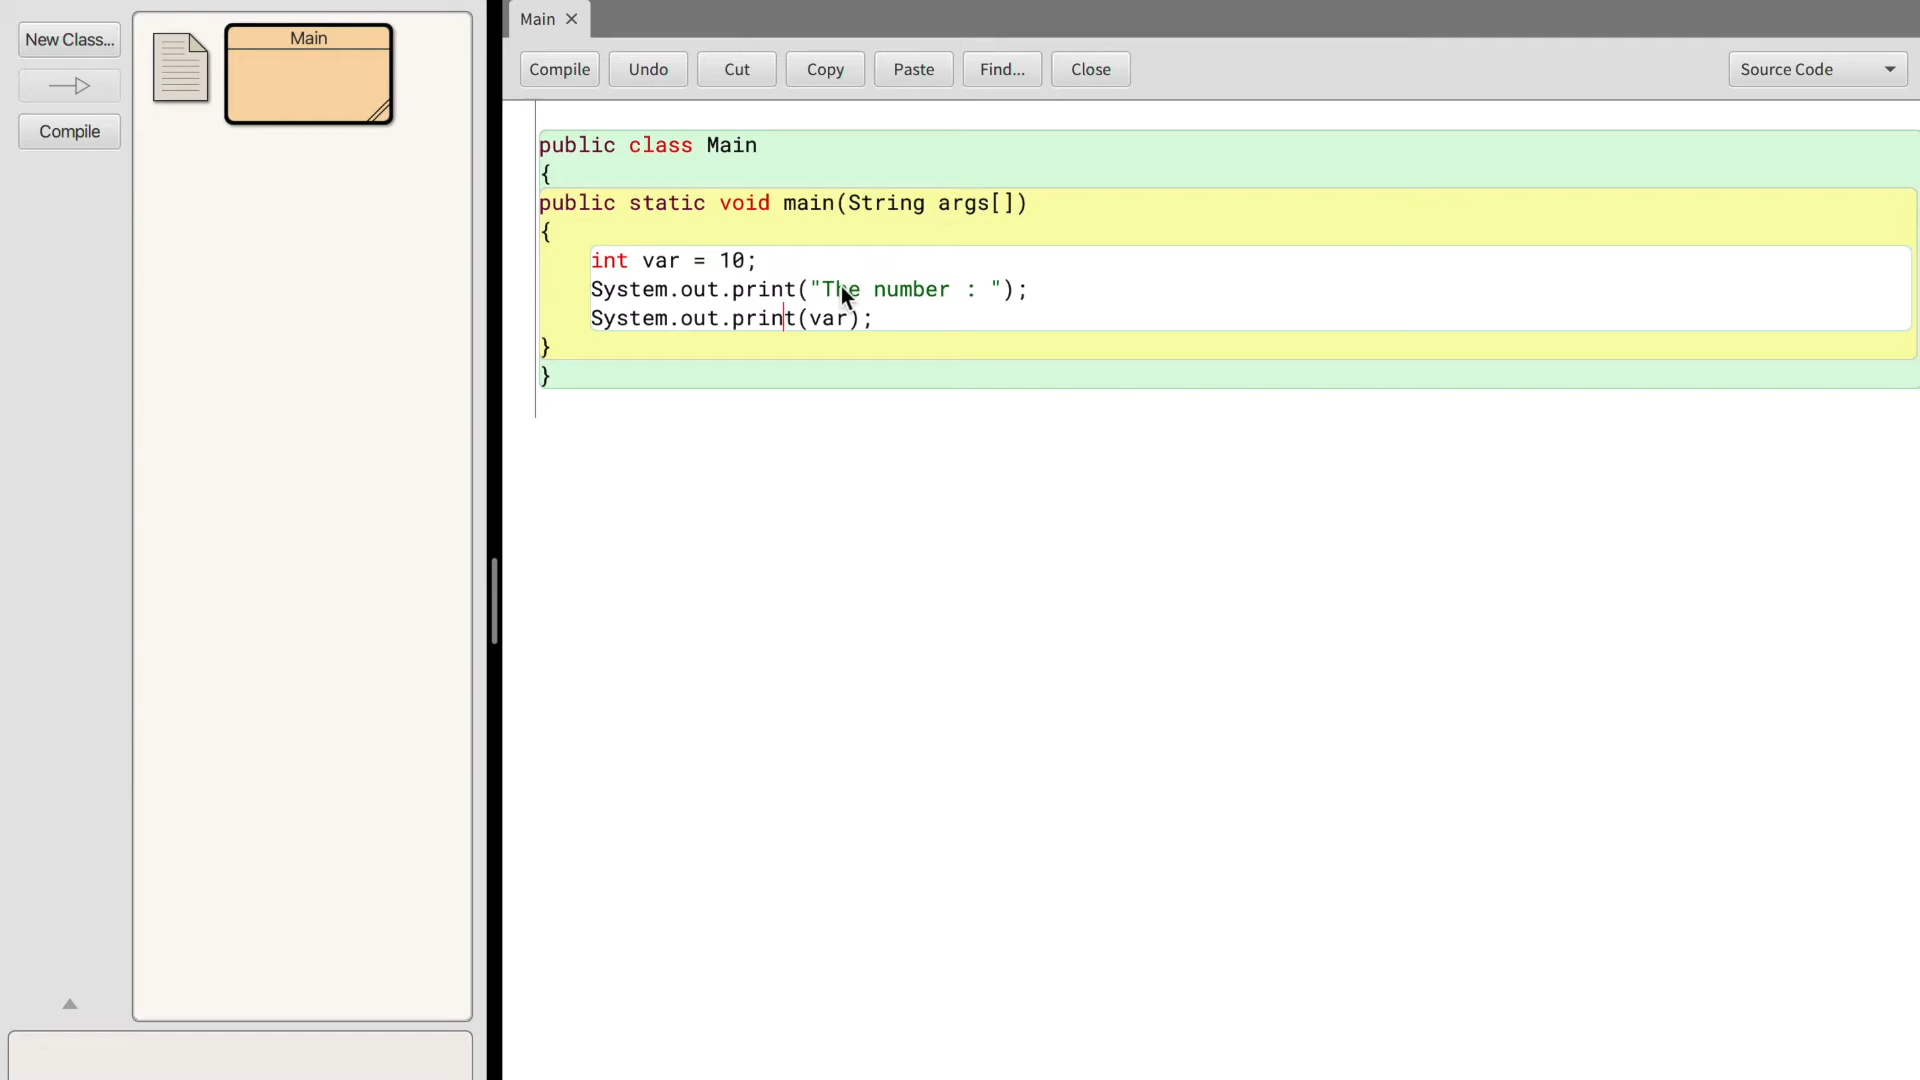 New Class...
Compile
Main
Main
Compile Undo Cut Copy Paste Find... Close Source Code
public class Main
{
public static void main(String args[])
{
int var = 10;
System.out.print("The number : ");
System.out.print(var);
}
}